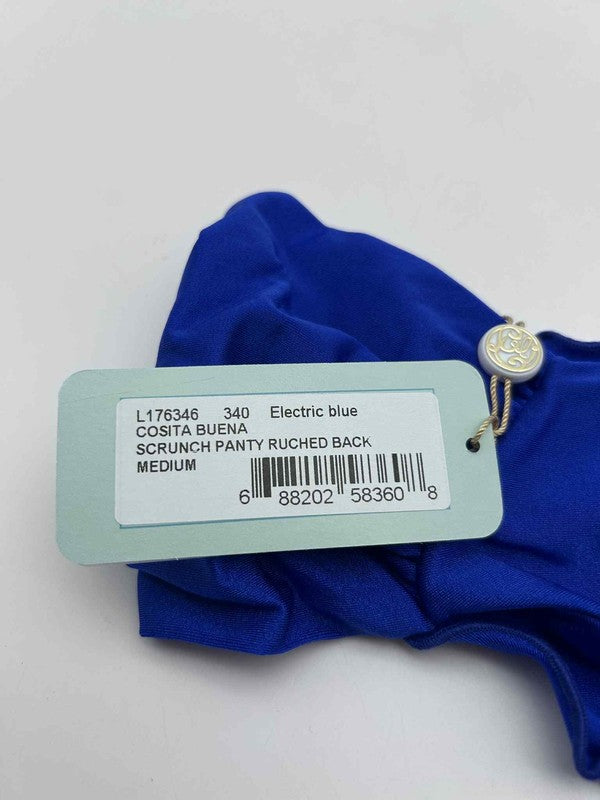 L176346 340 Electric blue
COSITA BUENA
SCRUNCH PANTY RUCHED BACK
MEDIUM
6 88202 58360 8